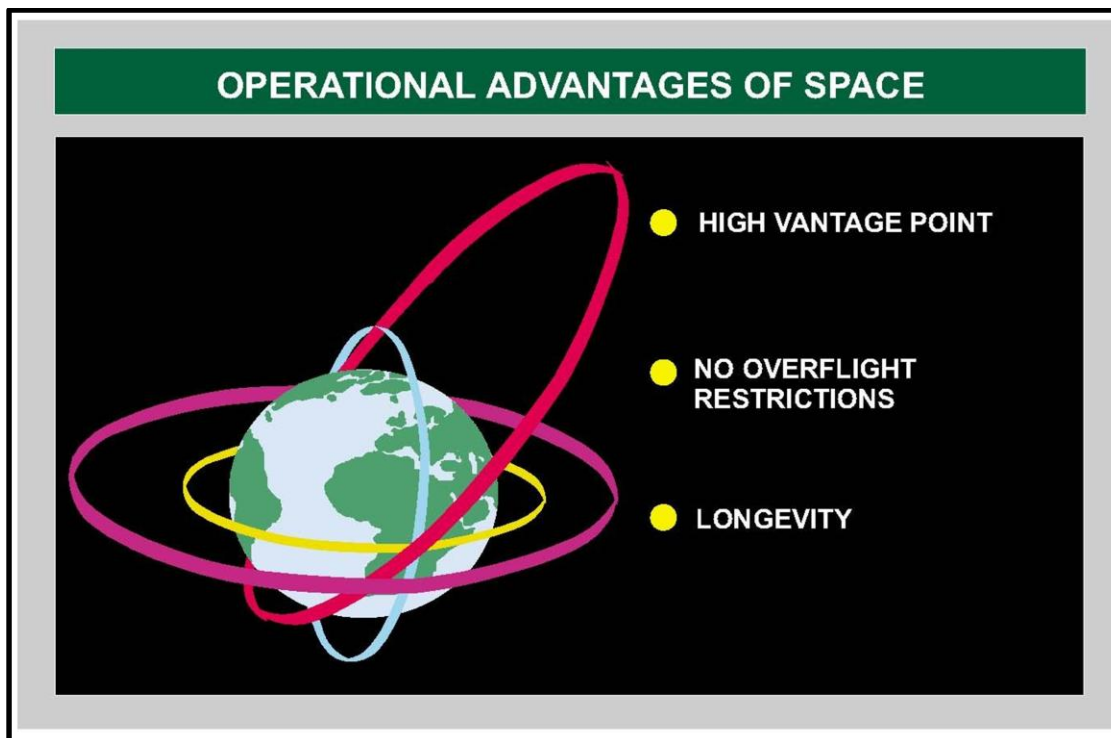 OPERATIONAL ADVANTAGES OF SPACE
HIGH VANTAGE POINT
NO OVERFLIGHT
RESTRICTIONS
LONGEVITY